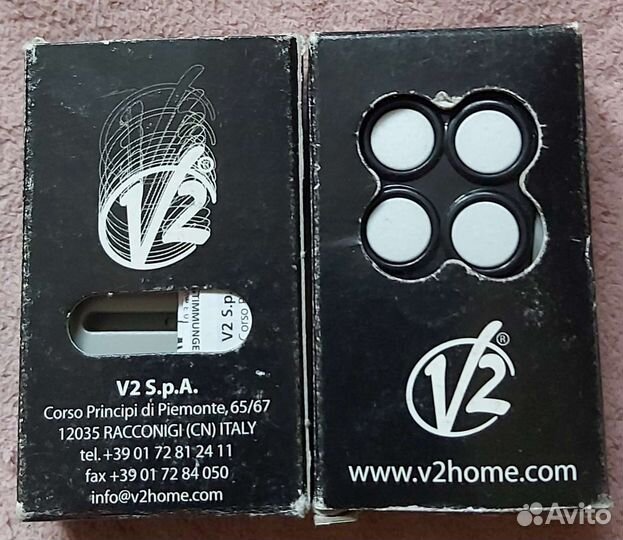 V2®
TIMMUNGE
V2 S.p
Corso
V2 S.p.A.
Corso Principi di Piemonte, 65/67
12035 RACCONIGI (CN) ITALY
tel. +39 01 72 81 24 11
fax +39 01 72 84 050
info@v2home.com
V2®
www.v2home.com
Avito